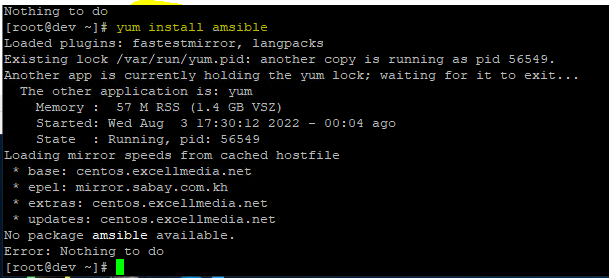 Nothing to do
[root@dev ~]# yum install amsible
Loaded plugins: fastestmirror, langpacks
Existing lock /var/run/yum.pid: another copy is running as pid 56549.
Another app is currently holding the yum lock; waiting for it to exit...
  The other application is: yum
    Memory :  57 M RSS (1.4 GB VSZ)
    Started: Wed Aug  3 17:30:12 2022 - 00:04 ago
    State  : Running, pid: 56549
Loading mirror speeds from cached hostfile
 * base: centos.excellmedia.net
 * epel: mirror.sabay.com.kh
 * extras: centos.excellmedia.net
 * updates: centos.excellmedia.net
No package amsible available.
Error: Nothing to do
[root@dev ~]#